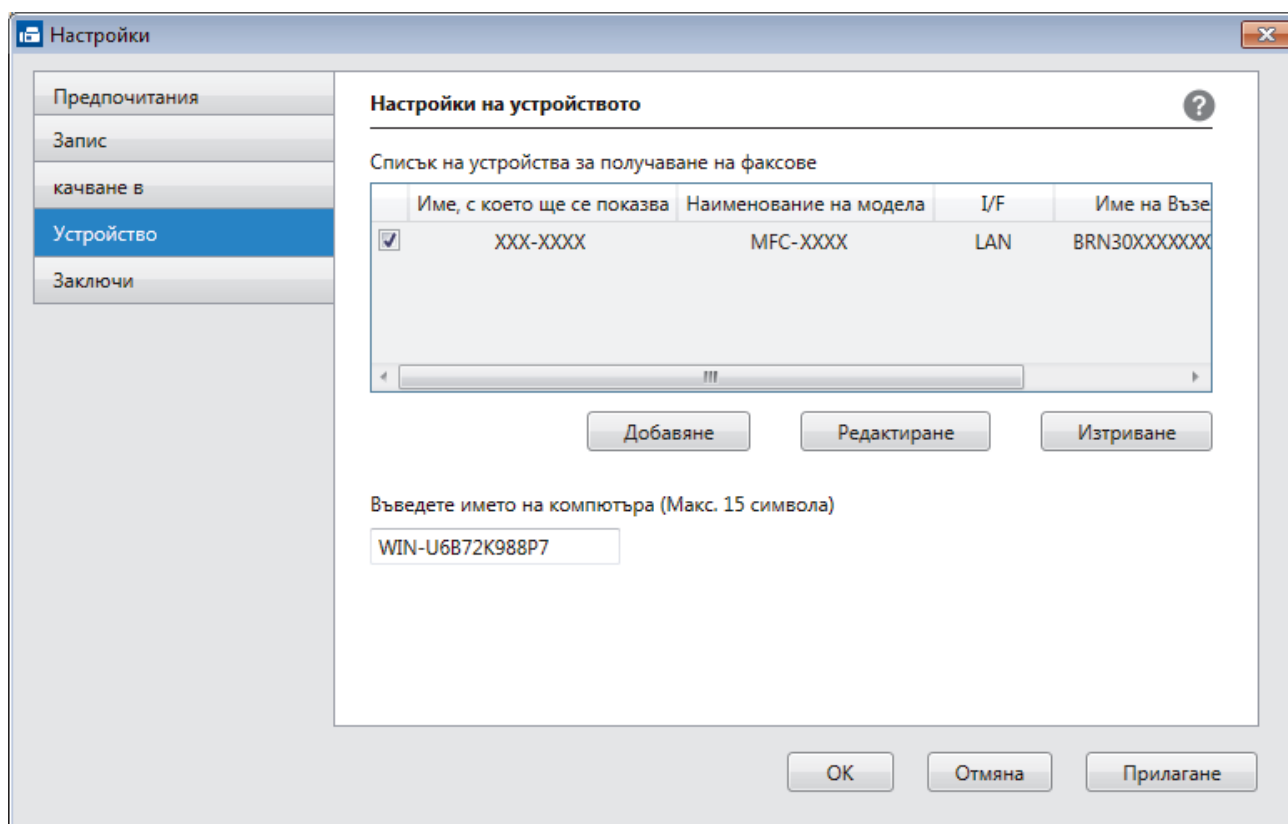 Настройки
Предпочитания
Запис
качване в
Устройство
Заключи
Настройки на устройството
?
Списък на устройства за получаване на факсове
Име, с което ще се показва Наименование на модела I/F Име на Възе
XXX-XXXX MFC-XXXX LAN BRN30XXXXXXX
Добавяне Редактиране Изтриване
Въведете името на компютъра (Макс. 15 символа)
WIN-U6B72K988P7
OK Отмяна Прилагане